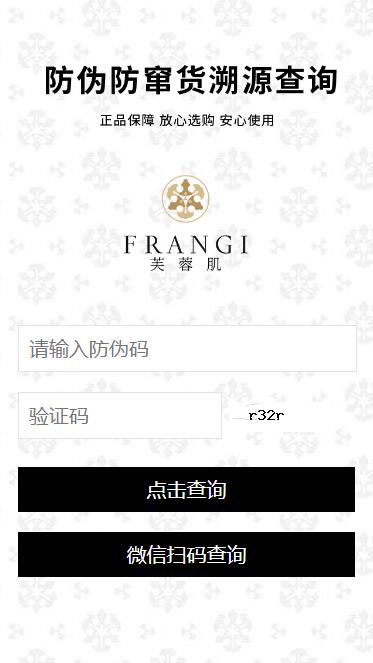 防伪防窜货溯源查询
正品保障 放心选购 安心使用
FRANGI
芙蓉肌
请输入防伪码
验证码
r32r
点击查询
微信扫码查询